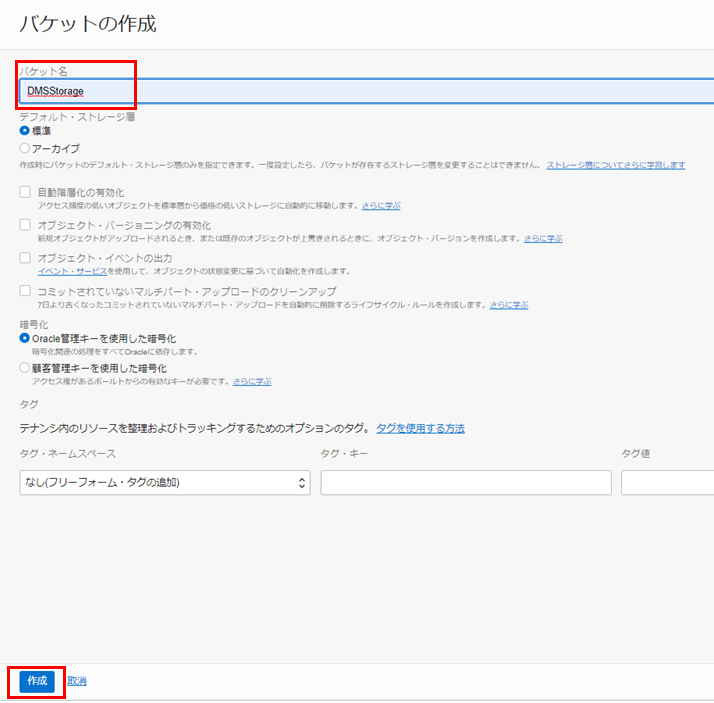 バケットの作成
バケット名
DMSStorage
デフォルト・ストレージ層
標準
アーカイブ
作成時にバケットのデフォルト・ストレージ層のみを指定できます。一度設定したら、バケットが存在するストレージ層を変更することはできません。 ストレージ層についてさらに学習します
自動階層化の有効化
アクセス頻度の低いオブジェクトを標準層から価格の低いストレージに自動的に移動します。さらに学ぶ
オブジェクト・バージョニングの有効化
新規オブジェクトがアップロードされるとき、または既存のオブジェクトが上書きされるときに、オブジェクト・バージョンを作成します。さらに学ぶ
オブジェクト・イベントの出力
イベント・サービスを使用して、オブジェクトの状態変更に基づいて自動化を作成します。
コミットされていないマルチパート・アップロードのクリーンアップ
7日より古くなったコミットされていないマルチパート・アップロードを自動的に削除するライフサイクル・ルールを作成します。さらに学ぶ
暗号化
Oracle管理キーを使用した暗号化
暗号化関連の処理をすべてOracleに依存します。
顧客管理キーを使用した暗号化
アクセス権があるボールトからの有効なキーが必要です。さらに学ぶ
タグ
テナンシ内のリソースを整理およびトラッキングするためのオプションのタグ。 タグを使用する方法
タグ・ネームスペース タグ・キー タグ値
なし(フリーフォーム・タグの追加)
作成 取消